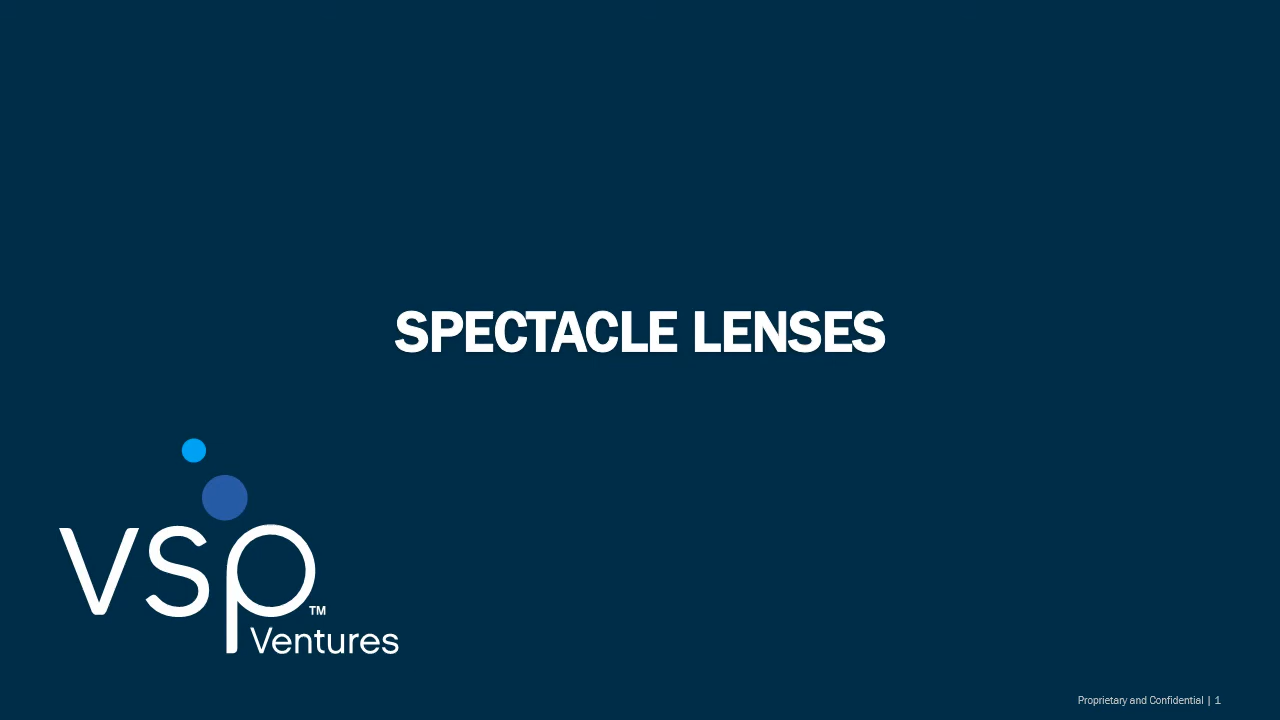 SPECTACLE LENSES
vsp™
Ventures
Proprietary and Confidential | 1